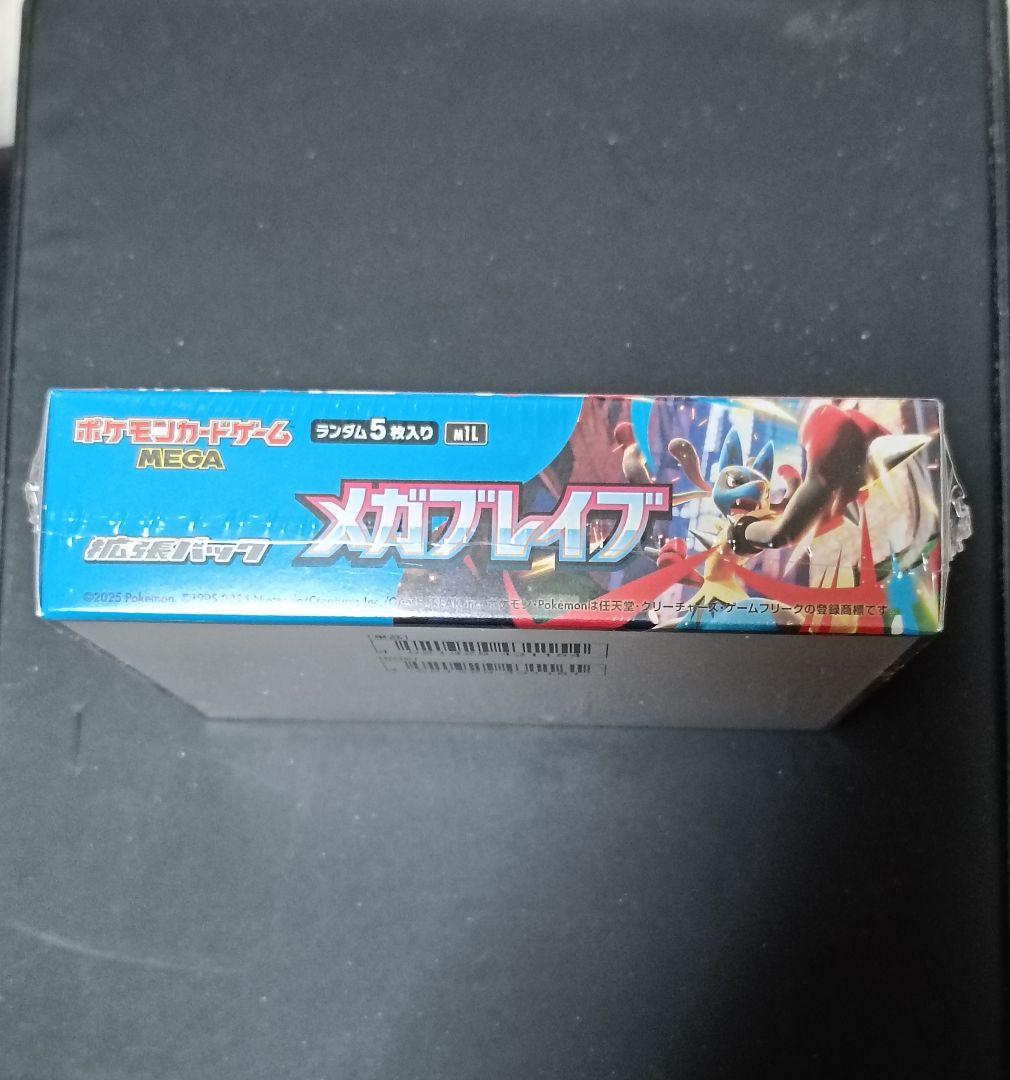 ポケモンカードゲーム
MEGA
ランダム5枚入り
M1L
メガブレイブ
拡張パック
©2025 Pokémon. ©1995 Inc. ポケモン・Pokémonは任天堂・クリーチャーズ・ゲームフリークの登録商標です。